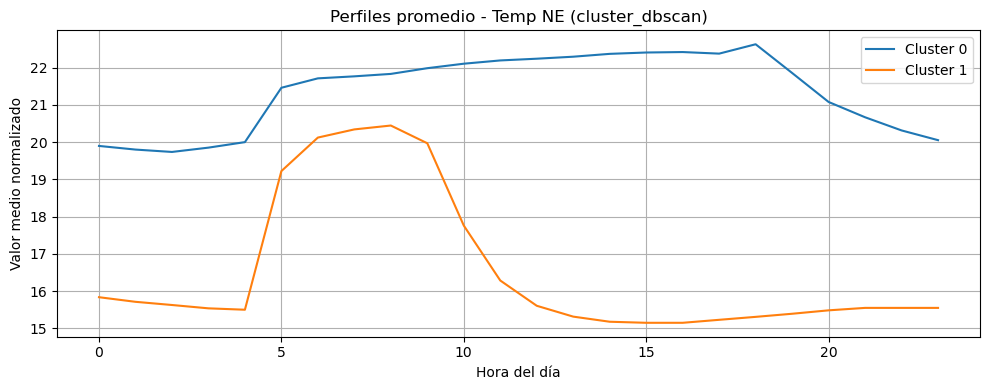 Perfiles promedio - Temp NE (cluster_dbscan)
Cluster 0
Cluster 1
Valor medio normalizado
22
21
20
19
18
17
16
15
0 5 10 15 20
Hora del día